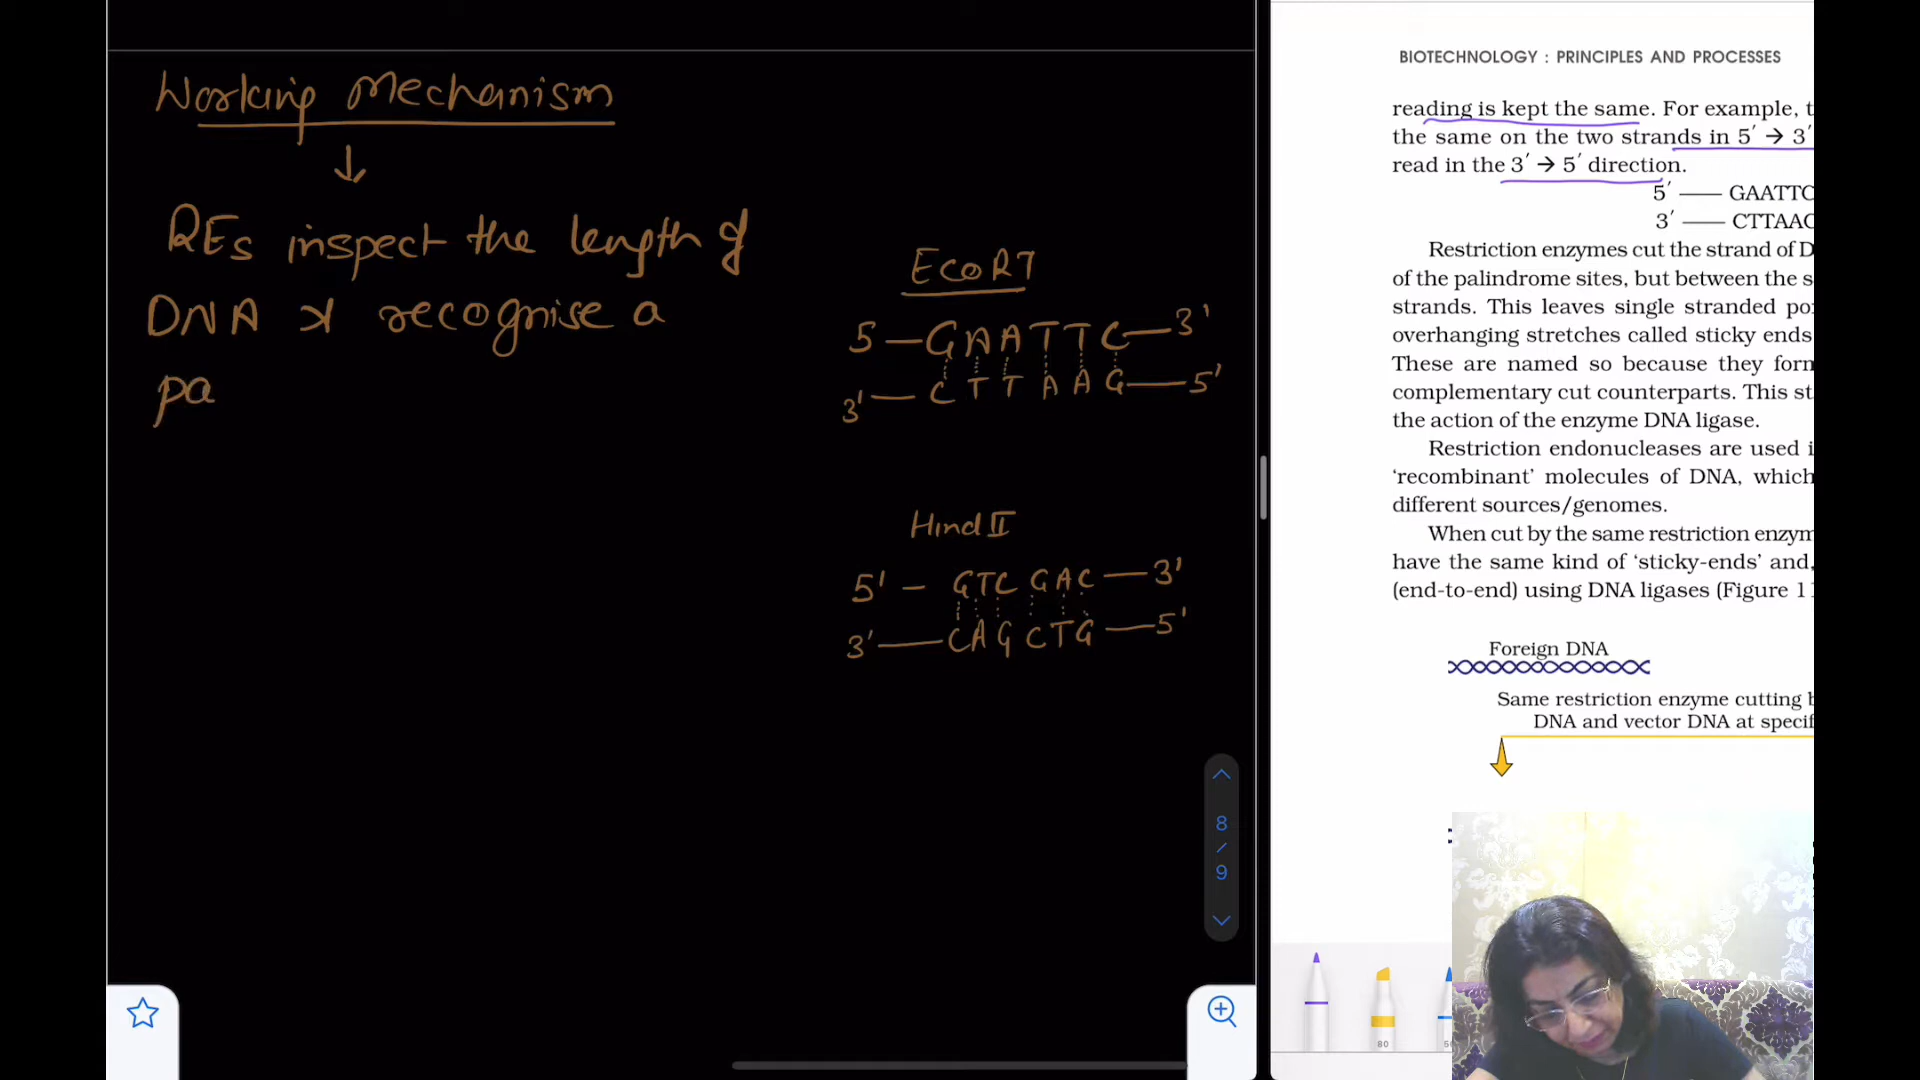 Working Mechanism
↓
REs inspect the length of
DNA & recognise a
pa
EcoRI
5 — G A A T T C — 3'
3' — C T T A A G — 5'
Hind II
5' — GTC GAC — 3'
3' — CAG CTG — 5'
8
/
9
BIOTECHNOLOGY : PRINCIPLES AND PROCESSES
reading is kept the same. For example, t
the same on the two strands in 5′ → 3′
read in the 3′ → 5′ direction.
5′ —— GAATTC
3′ —— CTTAAG
Restriction enzymes cut the strand of D
of the palindrome sites, but between the s
strands. This leaves single stranded po
overhanging stretches called sticky ends
These are named so because they form
complementary cut counterparts. This st
the action of the enzyme DNA ligase.
Restriction endonucleases are used i
‘recombinant’ molecules of DNA, which
different sources/genomes.
When cut by the same restriction enzym
have the same kind of ‘sticky-ends’ and,
(end-to-end) using DNA ligases (Figure 11
Foreign DNA
Same restriction enzyme cutting b
DNA and vector DNA at specif
80